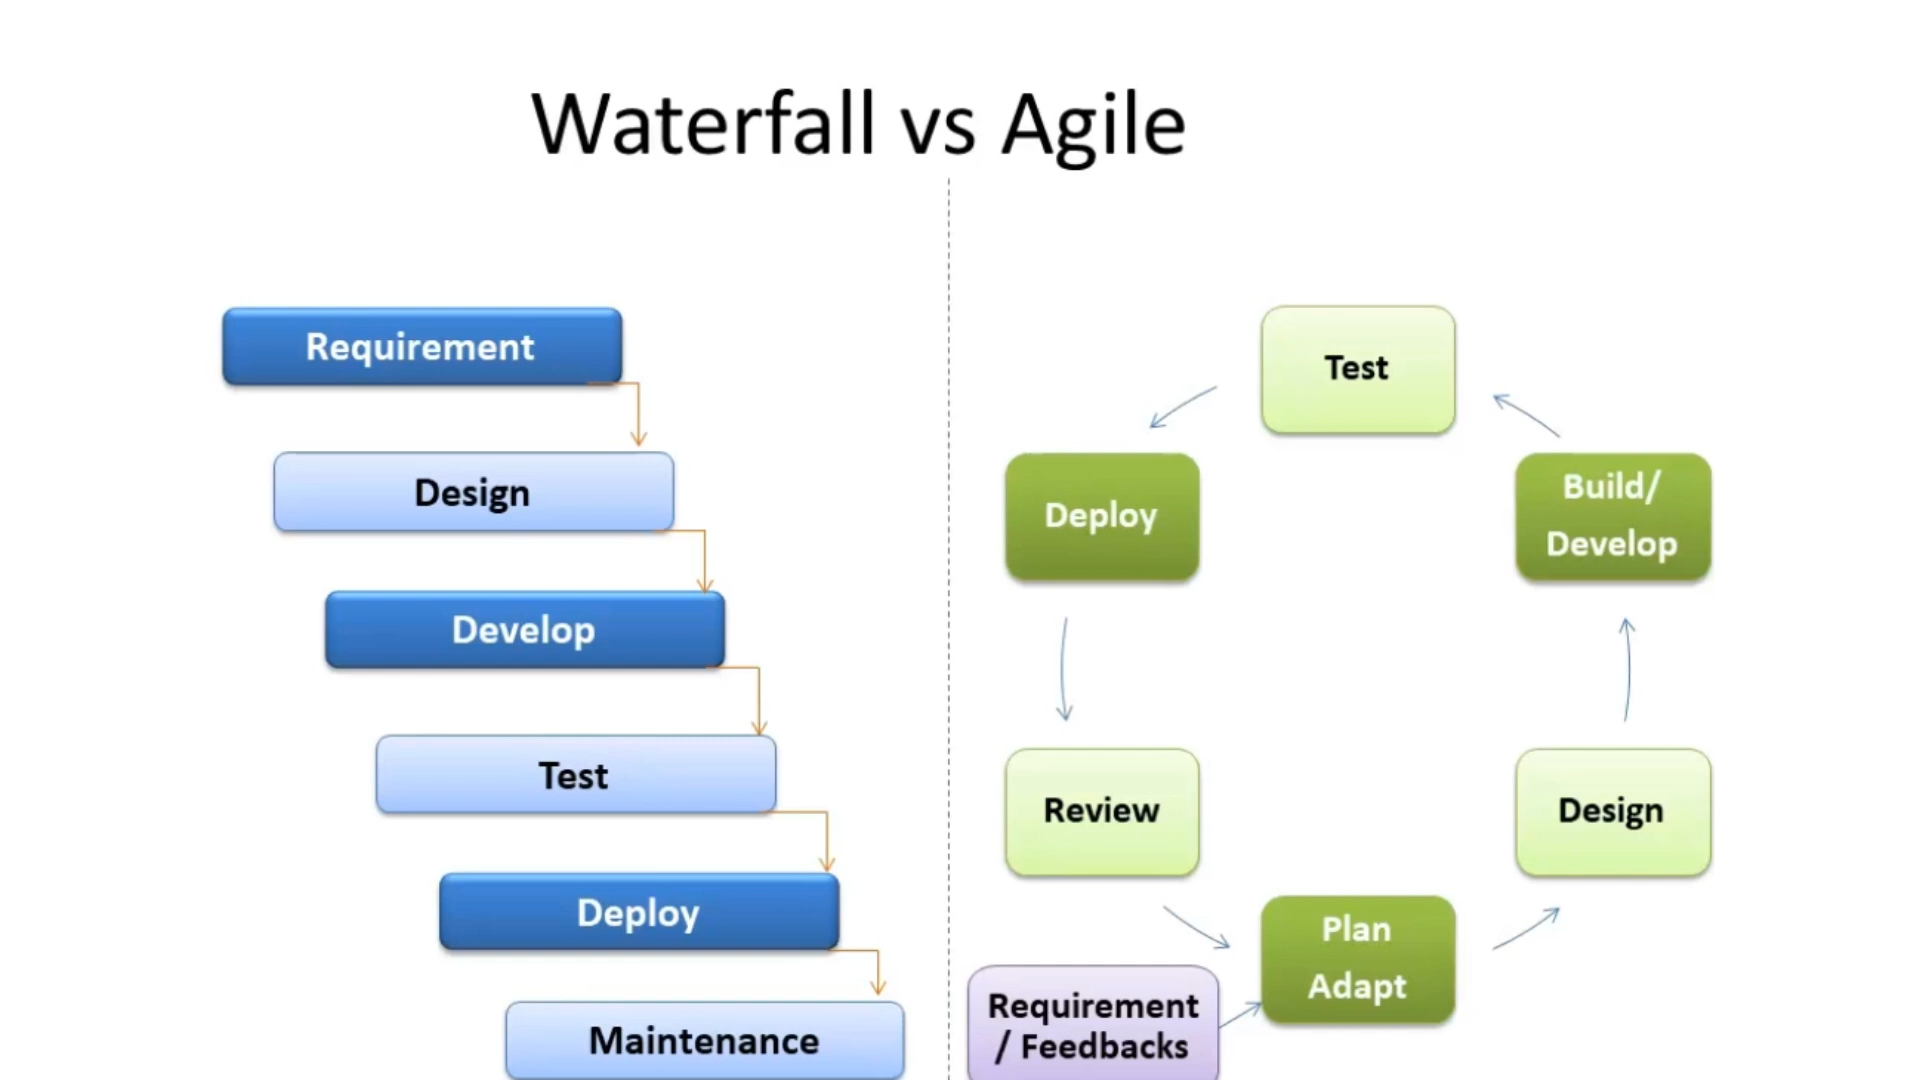 Waterfall vs Agile
Requirement
Design
Develop
Test
Deploy
Maintenance
Test
Deploy
Build/
Develop
Review
Design
Plan
Adapt
Requirement
/ Feedbacks